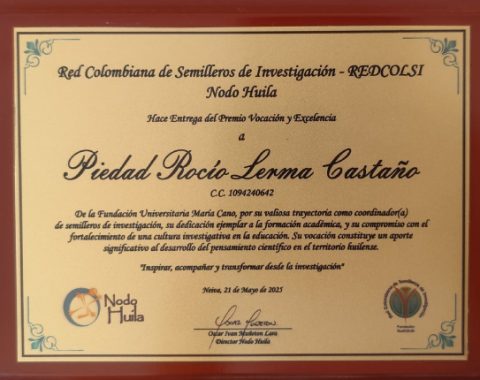 Red Colombiana de Semilleros de Investigación - REDCOLSI
Nodo Huila
Hace Entrega del Premio Vocación y Excelencia
a
Piedad Rocío Lerma Castaño
C.C. 1094240642
De la Fundación Universitaria María Cano, por su valiosa trayectoria como coordinador(a)
de semilleros de investigación, su dedicación ejemplar a la formación académica, y su compromiso con el
fortalecimiento de una cultura investigativa en la educación. Su vocación constituye un aporte
significativo al desarrollo del pensamiento científico en el territorio huilense.
"Inspirar, acompañar y transformar desde la investigación"
Neiva, 21 de Mayo de 2025
Nodo
Huila
Oscar Ivan Muñeton Lara
Director Nodo Huila